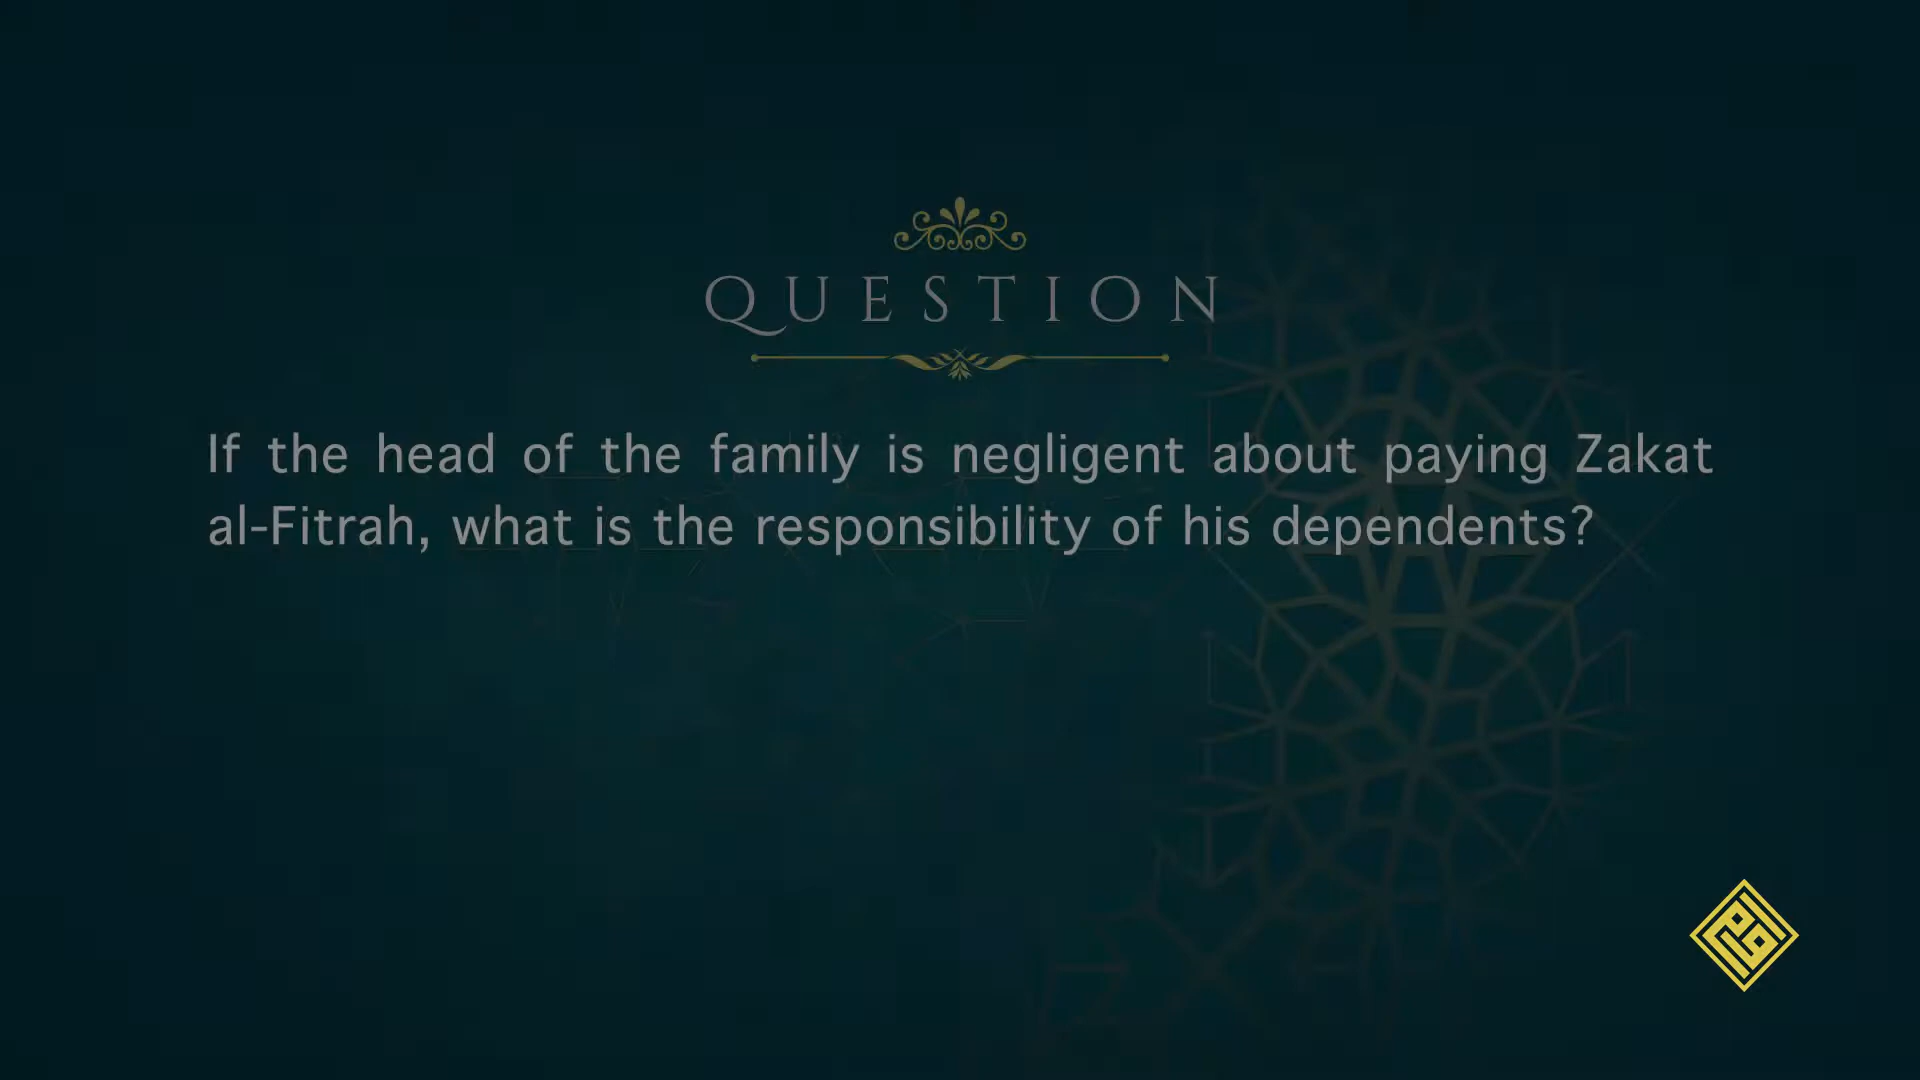 QUESTION
If the head of the family is negligent about paying Zakat
al-Fitrah, what is the responsibility of his dependents?